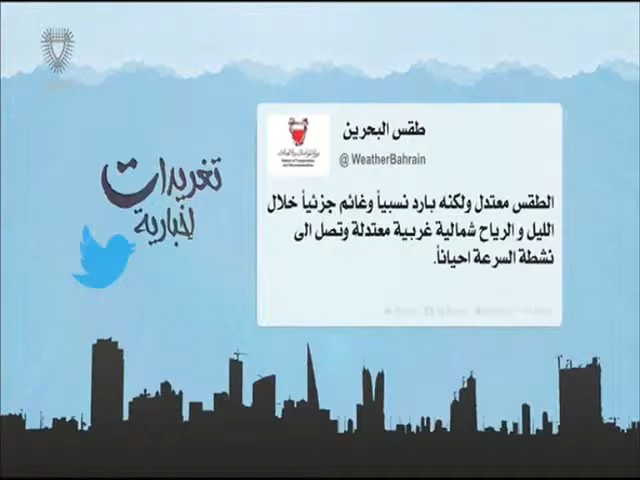 طقس البحرين
@WeatherBahrain
الطقس معتدل ولكنه بارد نسبياً وغائم جزئياً خلال
الليل و الرياح شمالية غربية معتدلة وتصل الى
نشطة السرعة احياناً.
تغريدات
إخبارية